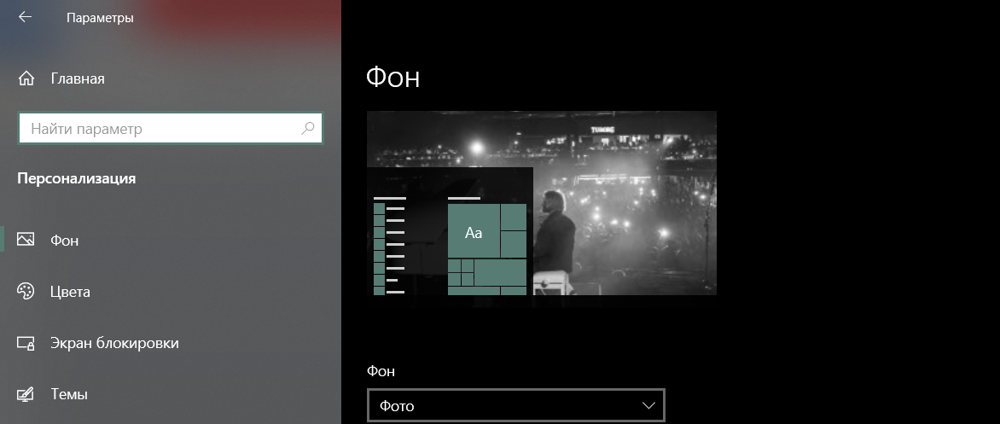 Параметры
Главная
Найти параметр
Персонализация
Фон
Цвета
Экран блокировки
Темы
Фон
Aa
Фон
Фото